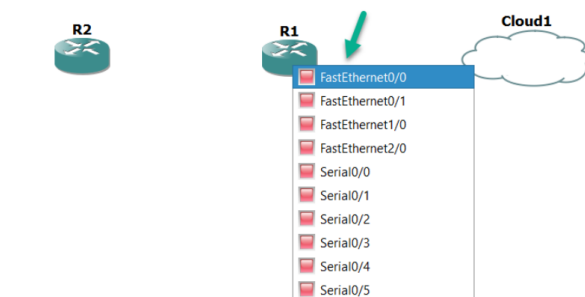 Cloud1
R2
R1
FastEthernet0/0
FastEthernet0/1
FastEthernet1/0
FastEthernet2/0
Serial0/0
Serial0/1
Serial0/2
Serial0/3
Serial0/4
Serial0/5